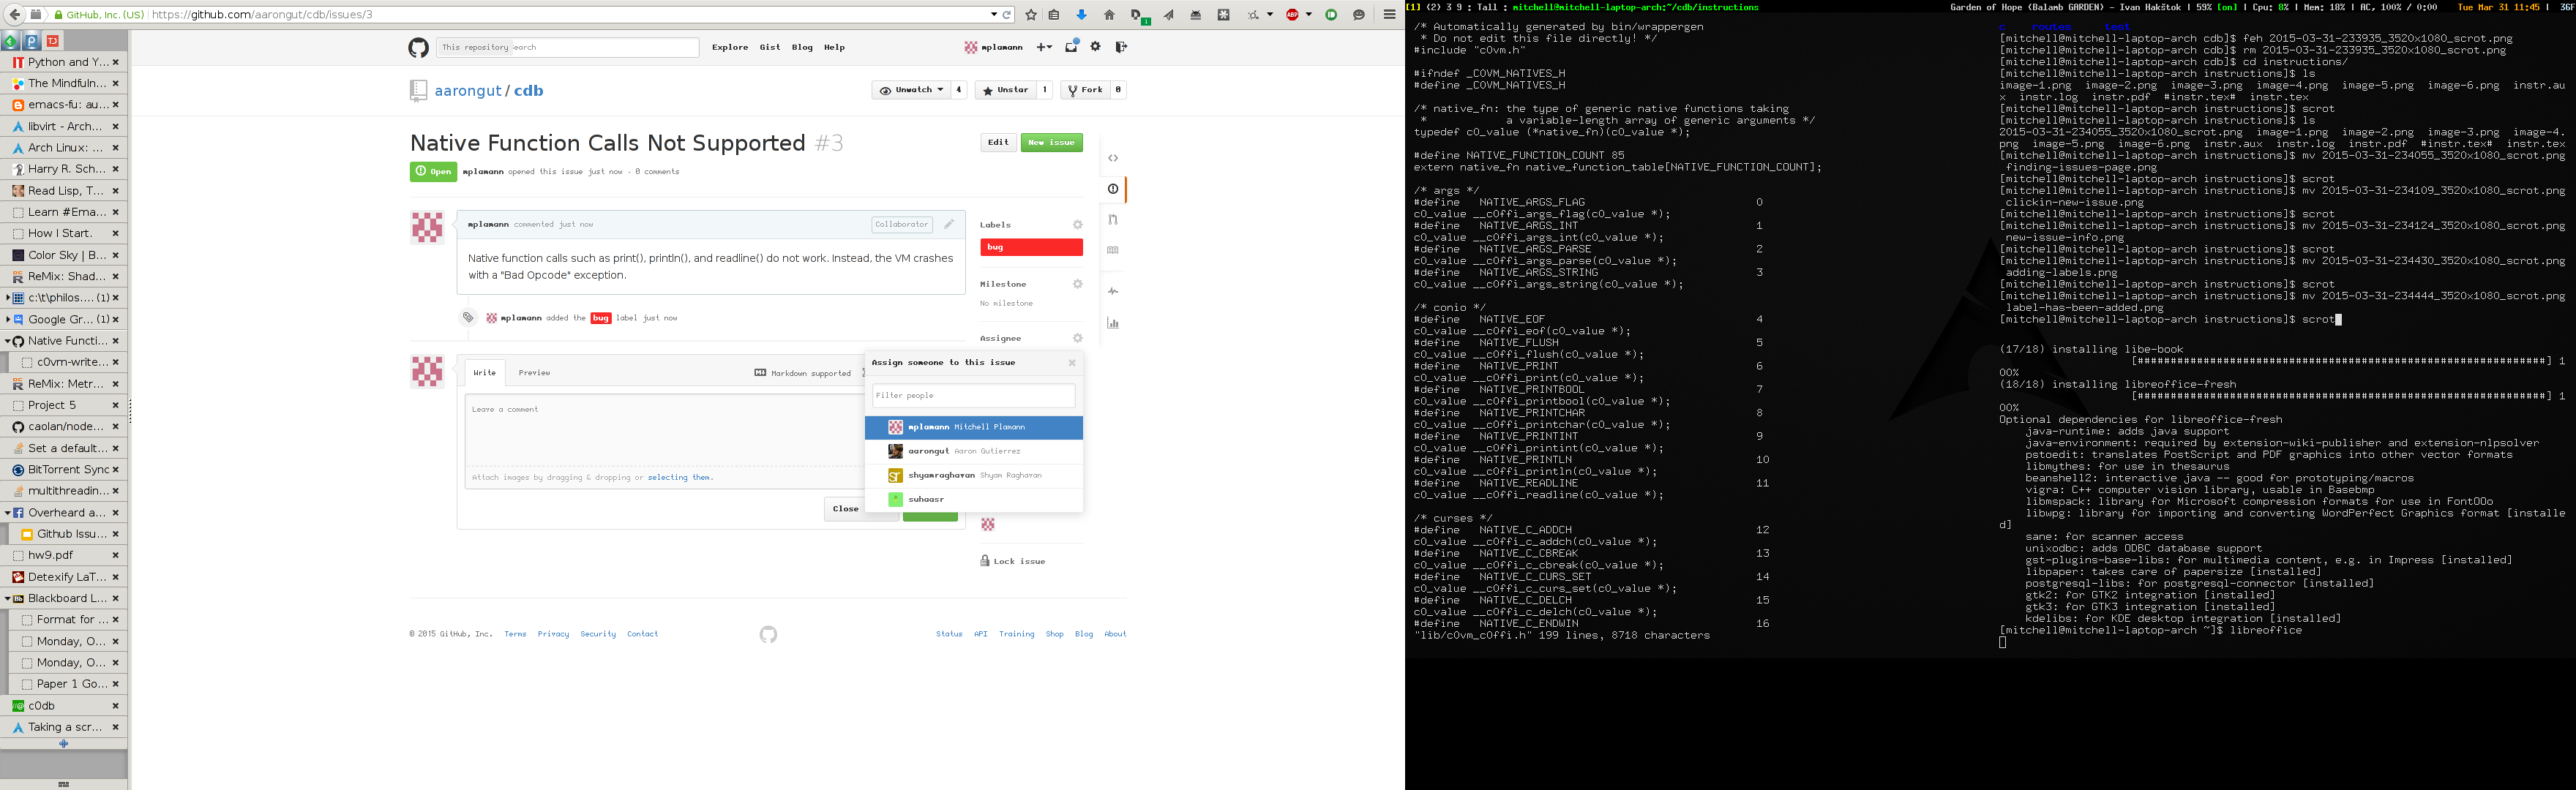 GitHub, Inc. (US) https://github.com/aarongut/cdb/issues/3
Python and Y...
The Mindfuln...
emacs-fu: au...
libvirt - Arch...
Arch Linux: ...
Harry R. Sch...
Read Lisp, T...
Learn #Ema...
How I Start.
Color Sky | B...
ReMix: Shad...
c:\t\philos.... (1)
Google Gr... (1)
Native Functi...
c0vm-write...
ReMix: Metr...
Project 5
caolan/node...
Set a default...
BitTorrent Sync
multithreadin...
Overheard a...
Github Issu...
hw9.pdf
Detexify LaT...
Blackboard L...
Format for ...
Monday, O...
Monday, O...
Paper 1 Go...
c0db
Taking a scr...
This repository Explore Gist Blog Help mplamann
aarongut / cdb
Unwatch 4 Unstar 1 Fork 0
Native Function Calls Not Supported #3
Edit New issue
Open mplamann opened this issue just now · 0 comments
mplamann commented just now Collaborator
Native function calls such as print(), println(), and readline() do not work. Instead, the VM crashes
with a "Bad Opcode" exception.
mplamann added the bug label just now
Labels
bug
Milestone
No milestone
Assignee
Assign someone to this issue
Filter people
mplamann Mitchell Plamann
aarongut Aaron Gutierrez
shyamraghavan Shyam Raghavan
suhaasr
Write Preview Markdown supported
Leave a comment
Attach images by dragging & dropping or selecting them.
Close
Lock issue
© 2015 GitHub, Inc. Terms Privacy Security Contact
Status API Training Shop Blog About
[1] (2) 3 9 : Tall : mitchell@mitchell-laptop-arch:~/cdb/instructions
Garden of Hope (Balamb GARDEN) - Ivan Hakštok | 59% [on] | Cpu: 8% | Mem: 18% | AC, 100% / 0:00 Tue Mar 31 11:45 | 36F
/* Automatically generated by bin/wrappergen
 * Do not edit this file directly! */
#include "c0vm.h"
#ifndef _C0VM_NATIVES_H
#define _C0VM_NATIVES_H
/* native_fn: the type of generic native functions taking
 * a variable-length array of generic arguments */
typedef c0_value (*native_fn)(c0_value *);
#define NATIVE_FUNCTION_COUNT 85
extern native_fn native_function_table[NATIVE_FUNCTION_COUNT];
/* args */
#define NATIVE_ARGS_FLAG 0
c0_value __c0ffi_args_flag(c0_value *);
#define NATIVE_ARGS_INT 1
c0_value __c0ffi_args_int(c0_value *);
#define NATIVE_ARGS_PARSE 2
c0_value __c0ffi_args_parse(c0_value *);
#define NATIVE_ARGS_STRING 3
c0_value __c0ffi_args_string(c0_value *);
/* conio */
#define NATIVE_EOF 4
c0_value __c0ffi_eof(c0_value *);
#define NATIVE_FLUSH 5
c0_value __c0ffi_flush(c0_value *);
#define NATIVE_PRINT 6
c0_value __c0ffi_print(c0_value *);
#define NATIVE_PRINTBOOL 7
c0_value __c0ffi_printbool(c0_value *);
#define NATIVE_PRINTCHAR 8
c0_value __c0ffi_printchar(c0_value *);
#define NATIVE_PRINTINT 9
c0_value __c0ffi_printint(c0_value *);
#define NATIVE_PRINTLN 10
c0_value __c0ffi_println(c0_value *);
#define NATIVE_READLINE 11
c0_value __c0ffi_readline(c0_value *);
/* curses */
#define NATIVE_C_ADDCH 12
c0_value __c0ffi_c_addch(c0_value *);
#define NATIVE_C_CBREAK 13
c0_value __c0ffi_c_cbreak(c0_value *);
#define NATIVE_C_CURS_SET 14
c0_value __c0ffi_c_curs_set(c0_value *);
#define NATIVE_C_DELCH 15
c0_value __c0ffi_c_delch(c0_value *);
#define NATIVE_C_ENDWIN 16
"lib/c0vm_c0ffi.h" 199 lines, 8718 characters
[mitchell@mitchell-laptop-arch cdb]$ feh 2015-03-31-233935_3520x1080_scrot.png
[mitchell@mitchell-laptop-arch cdb]$ rm 2015-03-31-233935_3520x1080_scrot.png
[mitchell@mitchell-laptop-arch cdb]$ cd instructions/
[mitchell@mitchell-laptop-arch instructions]$ ls
image-1.png image-2.png image-3.png image-4.png image-5.png image-6.png instr.au
x instr.log instr.pdf #instr.tex# instr.tex
[mitchell@mitchell-laptop-arch instructions]$ scrot
[mitchell@mitchell-laptop-arch instructions]$ ls
2015-03-31-234055_3520x1080_scrot.png image-1.png image-2.png image-3.png image-4.
png image-5.png image-6.png instr.aux instr.log instr.pdf #instr.tex# instr.tex
[mitchell@mitchell-laptop-arch instructions]$ mv 2015-03-31-234055_3520x1080_scrot.png
 finding-issues-page.png
[mitchell@mitchell-laptop-arch instructions]$ scrot
[mitchell@mitchell-laptop-arch instructions]$ mv 2015-03-31-234109_3520x1080_scrot.png
 clickin-new-issue.png
[mitchell@mitchell-laptop-arch instructions]$ scrot
[mitchell@mitchell-laptop-arch instructions]$ mv 2015-03-31-234124_3520x1080_scrot.png
 new-issue-info.png
[mitchell@mitchell-laptop-arch instructions]$ scrot
[mitchell@mitchell-laptop-arch instructions]$ mv 2015-03-31-234430_3520x1080_scrot.png
 adding-labels.png
[mitchell@mitchell-laptop-arch instructions]$ scrot
[mitchell@mitchell-laptop-arch instructions]$ mv 2015-03-31-234444_3520x1080_scrot.png
 label-has-been-added.png
[mitchell@mitchell-laptop-arch instructions]$ scrot
(17/18) installing libe-book
[##############################################################] 1
00%
(18/18) installing libreoffice-fresh
[##############################################################] 1
00%
Optional dependencies for libreoffice-fresh
java-runtime: adds java support
java-environment: required by extension-wiki-publisher and extension-nlpsolver
pstoedit: translates PostScript and PDF graphics into other vector formats
libmythes: for use in thesaurus
beanshell2: interactive java -- good for prototyping/macros
vigra: C++ computer vision library, usable in Basebmp
libmspack: library for Microsoft compression formats for use in FontOOo
libwpg: library for importing and converting WordPerfect Graphics format [installe
d]
sane: for scanner access
unixodbc: adds ODBC database support
gst-plugins-base-libs: for multimedia content, e.g. in Impress [installed]
libpaper: takes care of papersize [installed]
postgresql-libs: for postgresql-connector [installed]
gtk2: for GTK2 integration [installed]
gtk3: for GTK3 integration [installed]
kdelibs: for KDE desktop integration [installed]
[mitchell@mitchell-laptop-arch ~]$ libreoffice